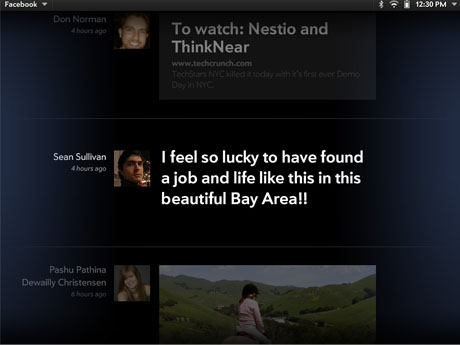 Facebook
12:30 PM
Don Norman
4 hours ago
To watch: Nestio and
ThinkNear
www.techcrunch.com
TechStars NYC killed it today with it's first ever Demo
Day in NYC.
Sean Sullivan
4 hours ago
I feel so lucky to have found
a job and life like this in this
beautiful Bay Area!!
Pashu Pathina
Dewailly Christensen
6 hours ago